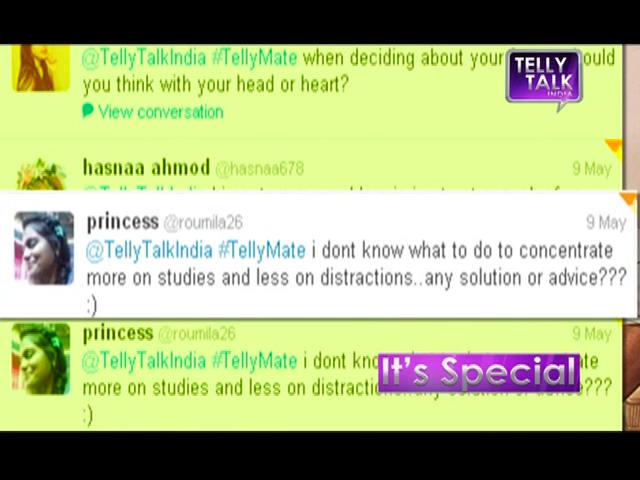 @TellyTalkIndia #TellyMate when deciding about your ould
you think with your head or heart?
View conversation
TELLY
TALK
INDIA
hasnaa ahmod @hasnaa678 9 May
princess @roumila26 9 May
@TellyTalkIndia #TellyMate i dont know what to do to concentrate
more on studies and less on distractions..any solution or advice???
:)
princess @roumila26 9 May
@TellyTalkIndia #TellyMate i dont
It's Special
more on studies and less on
:)